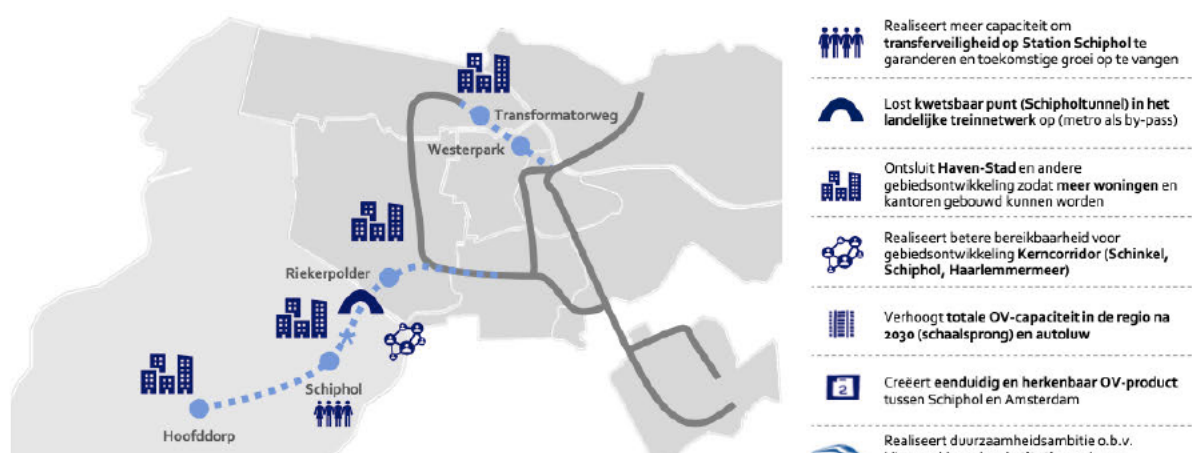 Transformatorweg
Westerpark
Riekerpolder
Schiphol
Hoofddorp
Realiseert meer capaciteit om
transferveiligheid op Station Schiphol te
garanderen en toekomstige groei op te vangen
Lost kwetsbaar punt (Schipholtunnel) in het
landelijke treinnetwerk op (metro als by-pass)
Ontsluit Haven-Stad en andere
gebiedsontwikkeling zodat meer woningen en
kantoren gebouwd kunnen worden
Realiseert betere bereikbaarheid voor
gebiedsontwikkeling Kerncorridor (Schinkel,
Schiphol, Haarlemmermeer)
Verhoogt totale OV-capaciteit in de regio na
2030 (schaalsprong) en autoluw
2
Creëert eenduidig en herkenbaar OV-product
tussen Schiphol en Amsterdam
Realiseert duurzaamheidsambitie o.b.v.